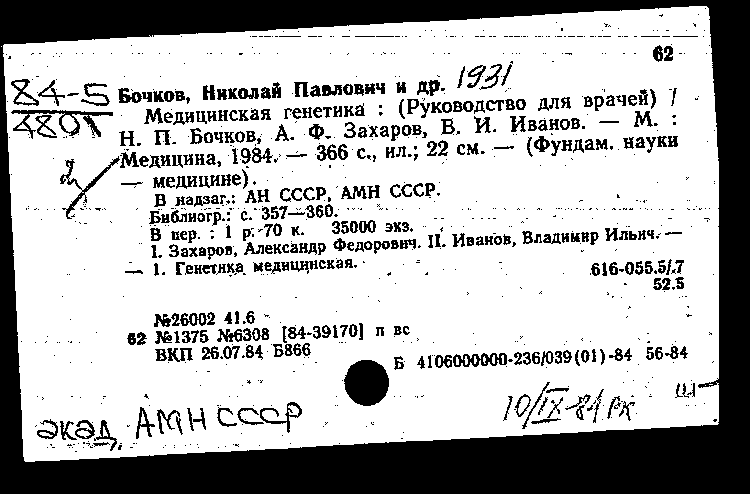 62
84-5
4801
Бочков, Николай Павлович и др. 1931
Медицинская генетика : (Руководство для врачей) /
Н. П. Бочков, А. Ф. Захаров, В. И. Иванов. — М. :
Медицина, 1984. — 366 с., ил.; 22 см. — (Фундам. науки
— медицине).
В надзаг.: АН СССР, АМН СССР.
Библиогр.: с. 357—360.
В пер. : 1 р. 70 к. 35000 экз.
I. Захаров, Александр Федорович. II. Иванов, Владимир Ильич. —
— 1. Генетика медицинская.
616-055.5/.7
52.5
№26002 41.6
62 №1375 №6308 [84-39170] п вс
ВКП 26.07.84 Б866
Б 4106000000-236/039(01)-84 56-84
акад. АМН СССР
10/IX-84 РК